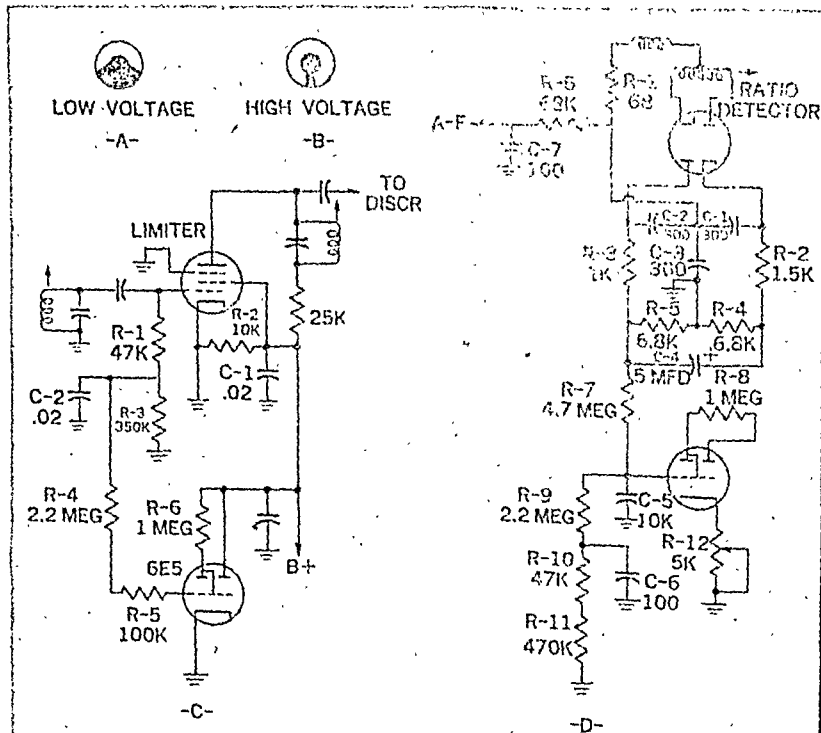 LOW VOLTAGE
-A-
HIGH VOLTAGE
-B-
TO
DISCR
LIMITER
R-2
10K
25K
R-1
47K
C-1
.02
C-2
.02
R-3
350K
R-4
2.2 MEG
R-6
1 MEG
6E5
B+
R-5
100K
-C-
68K
68
RATIO
DETECTOR
A-F
C-7
100
C-2
C-1
300
300
C-3
300
R-3
1K
R-2
1.5K
R-5
6.8K
R-4
6.8K
C-4
+
5 MFD
R-7
4.7 MEG
R-8
1 MEG
R-9
2.2 MEG
C-5
10K
R-10
47K
R-12
5K
C-6
100
R-11
470K
-D-